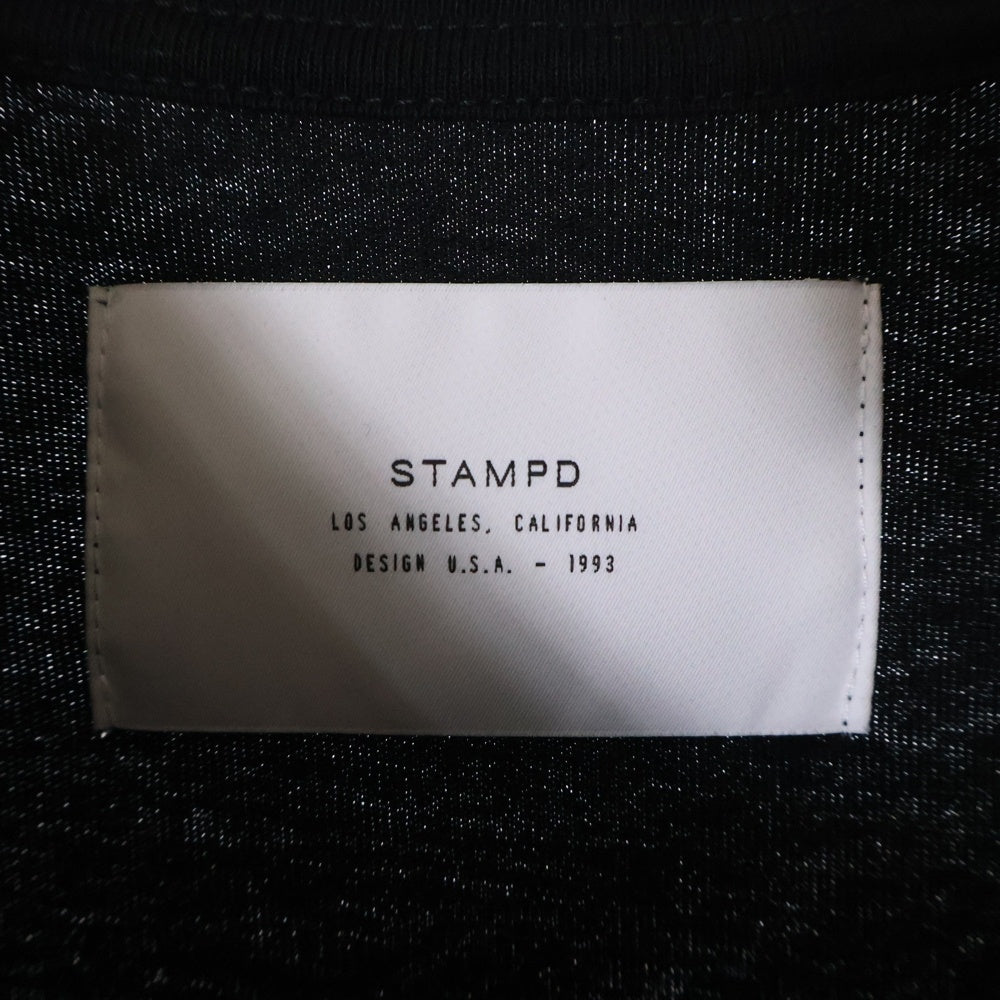 STAMPD
LOS ANGELES, CALIFORNIA
DESIGN U.S.A. - 1993